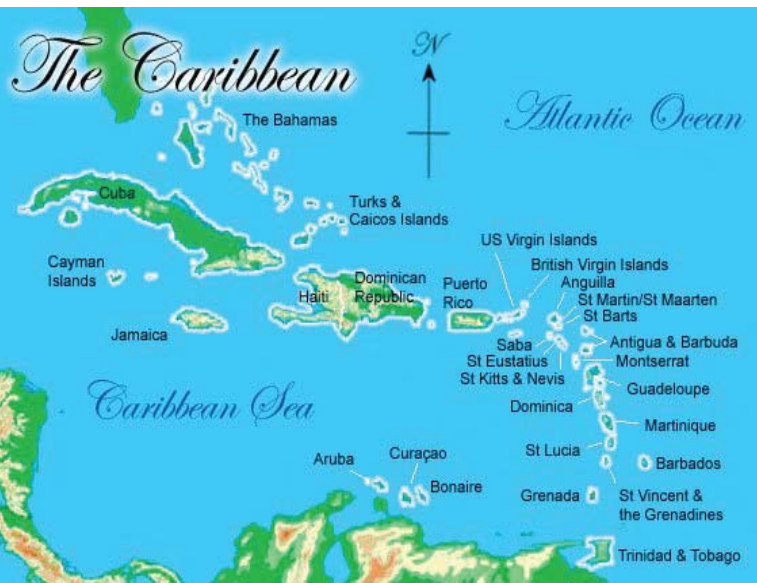 The Caribbean
N
Atlantic Ocean
The Bahamas
Cuba
Turks &
Caicos Islands
US Virgin Islands
British Virgin Islands
Cayman
Islands
Haiti
Dominican
Republic
Puerto
Rico
Anguilla
St Martin/St Maarten
St Barts
Jamaica
Saba
St Eustatius
St Kitts & Nevis
Antigua & Barbuda
Montserrat
Guadeloupe
Caribbean Sea
Dominica
Martinique
St Lucia
Barbados
Aruba
Curaçao
Bonaire
Grenada
St Vincent &
the Grenadines
Trinidad & Tobago